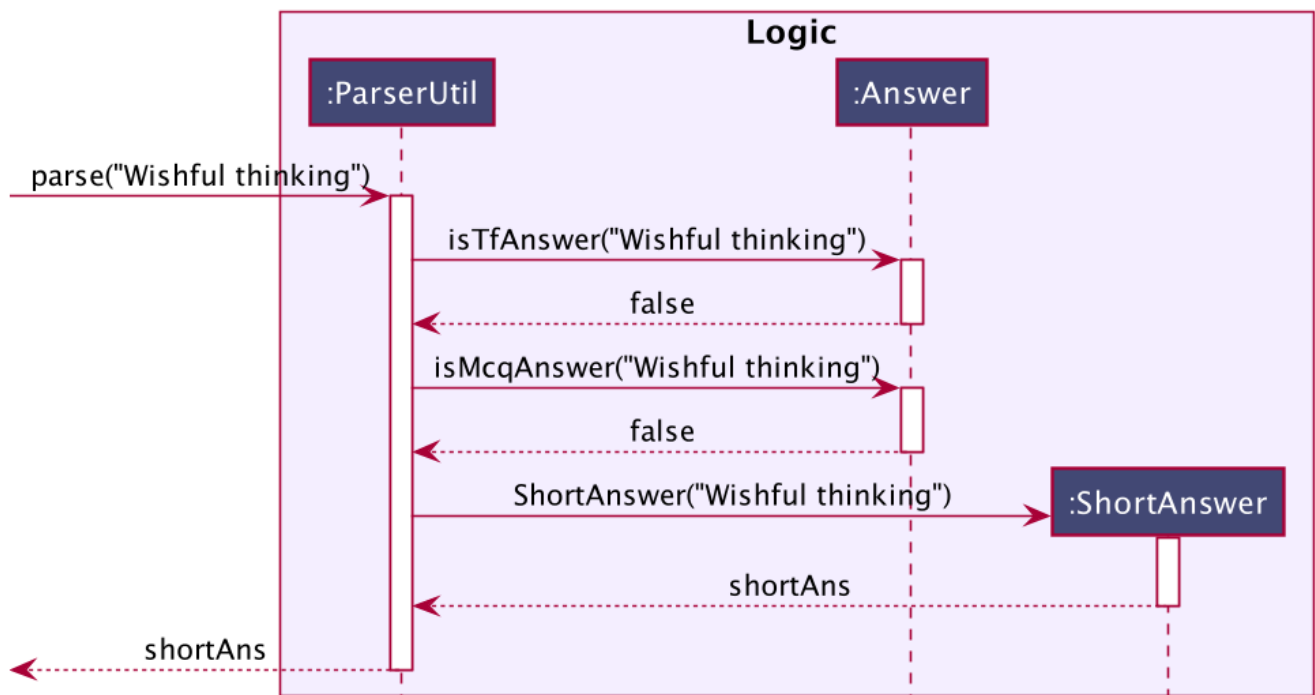 Logic
:ParserUtil
:Answer
parse("Wishful thinking")
isTfAnswer("Wishful thinking")
false
isMcqAnswer("Wishful thinking")
false
ShortAnswer("Wishful thinking")
:ShortAnswer
shortAns
shortAns